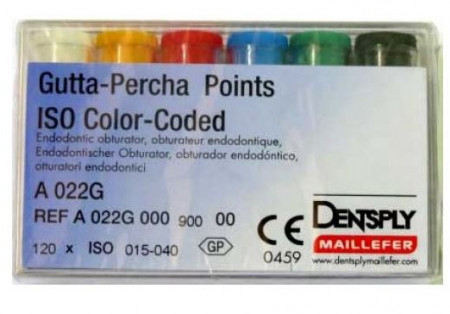 Gutta-Percha Points
ISO Color-Coded
Endodontic obturator, obturateur endodontique,
Endodontischer Obturator, obturador endodóntico,
otturatori endodontici
A 022G
REF A 022G 000 900 00
120 x ISO 015-040 GP
CE
0459
DENTSPLY
MAILLEFER
www.dentsplymaillefer.com